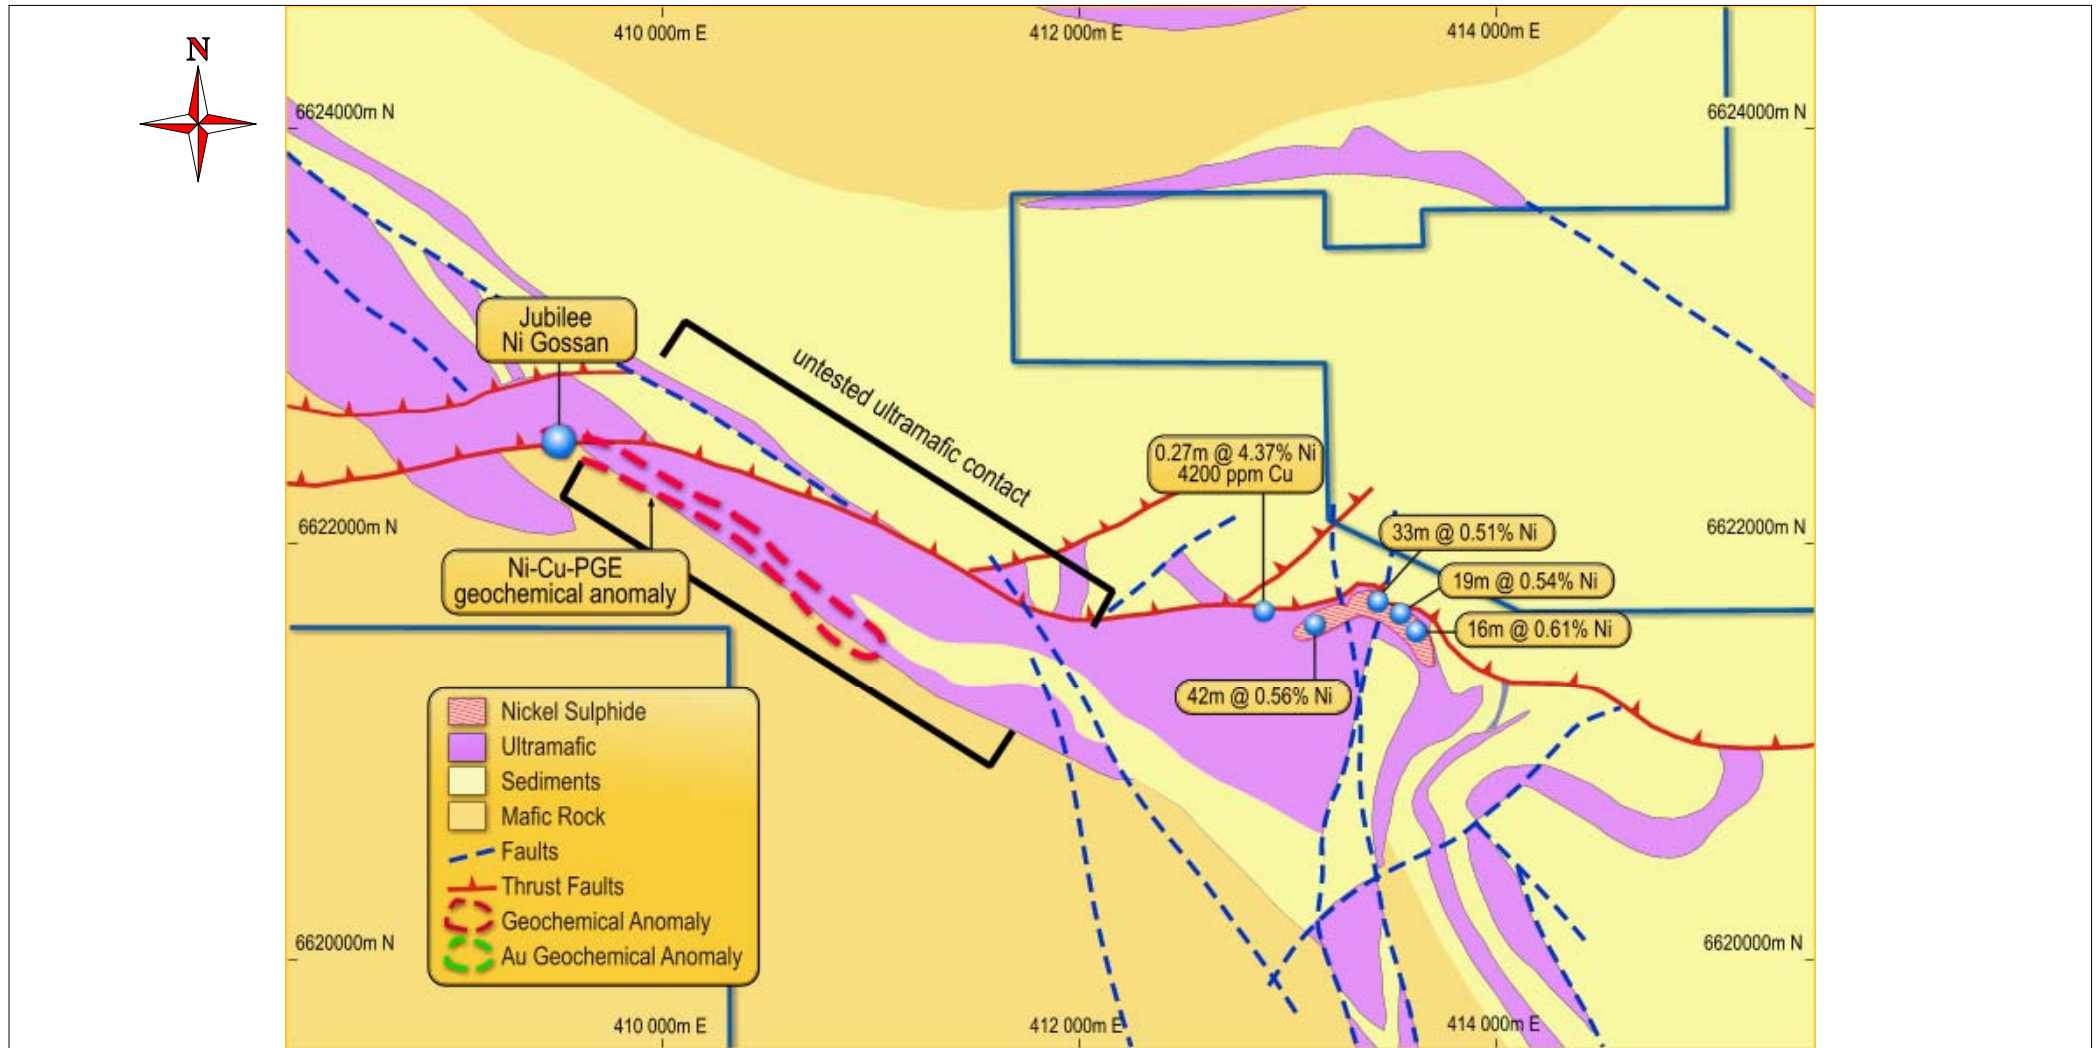 N
410 000m E
412 000m E
414 000m E
6624000m N
6624000m N
Jubilee
Ni Gossan
untested ultramafic contact
0.27m @ 4.37% Ni
4200 ppm Cu
6622000m N
6622000m N
33m @ 0.51% Ni
Ni-Cu-PGE
geochemical anomaly
19m @ 0.54% Ni
16m @ 0.61% Ni
42m @ 0.56% Ni
Nickel Sulphide
Ultramafic
Sediments
Mafic Rock
Faults
Thrust Faults
Geochemical Anomaly
Au Geochemical Anomaly
6620000m N
6620000m N
410 000m E
412 000m E
414 000m E